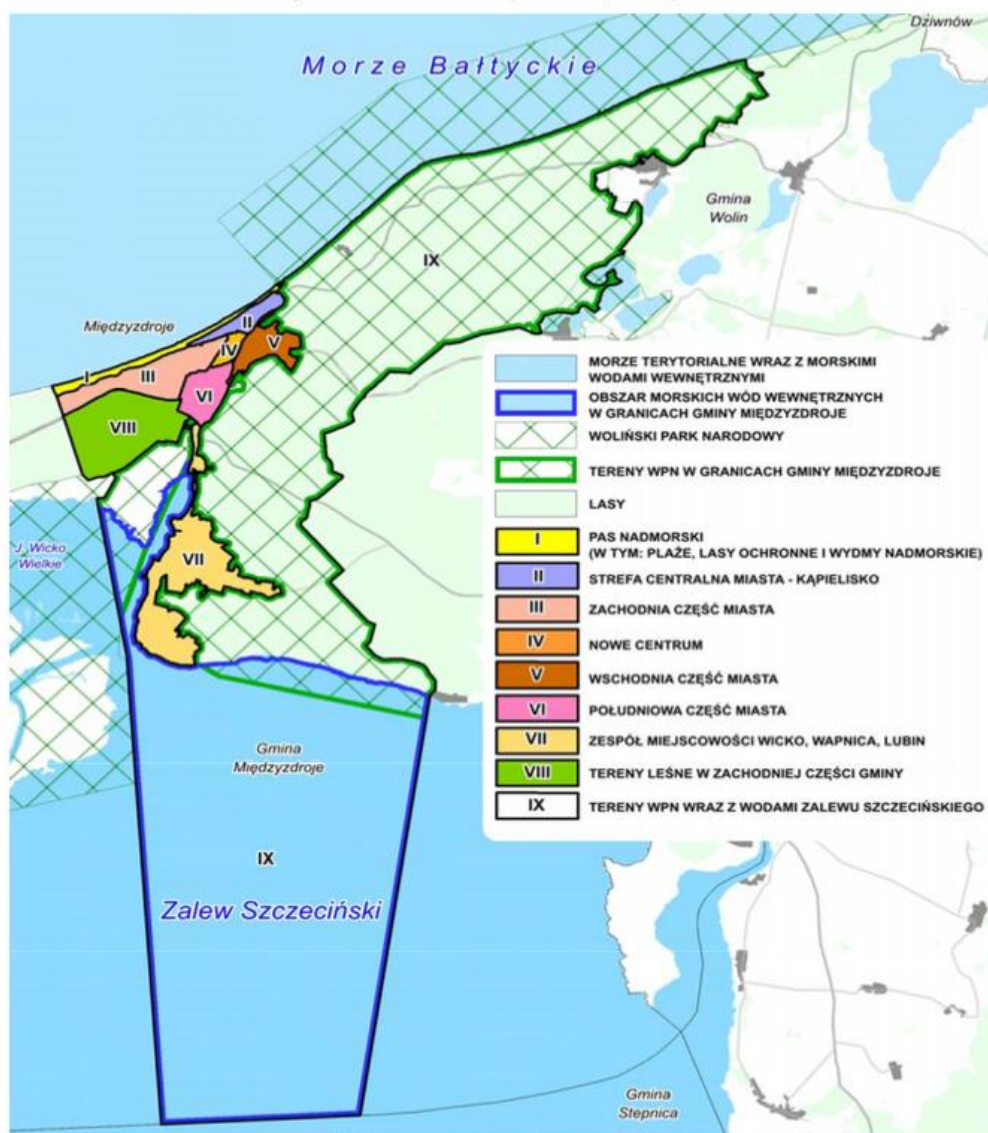 Dziwnów
Morze Bałtyckie
Gmina
Wolin
IX
Międzyzdroje
I
II
III
IV
V
VI
VIII
VII
J. Wicko
Wielkie
MORZE TERYTORIALNE WRAZ Z MORSKIMI
WODAMI WEWNĘTRZNYMI
OBSZAR MORSKICH WÓD WEWNĘTRZNYCH
W GRANICACH GMINY MIĘDZYZDROJE
WOLIŃSKI PARK NARODOWY
TERENY WPN W GRANICACH GMINY MIĘDZYZDROJE
LASY
I PAS NADMORSKI
(W TYM: PLAŻE, LASY OCHRONNE I WYDMY NADMORSKIE)
II STREFA CENTRALNA MIASTA - KĄPIELISKO
III ZACHODNIA CZĘŚĆ MIASTA
IV NOWE CENTRUM
V WSCHODNIA CZĘŚĆ MIASTA
VI POŁUDNIOWA CZĘŚĆ MIASTA
VII ZESPÓŁ MIEJSCOWOŚCI WICKO, WAPNICA, LUBIN
VIII TERENY LEŚNE W ZACHODNIEJ CZĘŚCI GMINY
IX TERENY WPN WRAZ Z WODAMI ZALEWU SZCZECIŃSKIEGO
Gmina
Międzyzdroje
IX
Zalew Szczeciński
Gmina
Stepnica